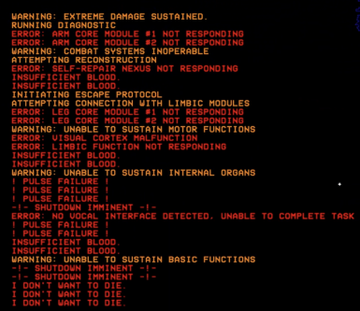 WARNING: EXTREME DAMAGE SUSTAINED.
RUNNING DIAGNOSTIC
ERROR: ARM CORE MODULE #1 NOT RESPONDING
ERROR: ARM CORE MODULE #2 NOT RESPONDING
WARNING: COMBAT SYSTEMS INOPERABLE
ATTEMPTING RECONSTRUCTION
ERROR: SELF-REPAIR NEXUS NOT RESPONDING
INSUFFICIENT BLOOD.
INSUFFICIENT BLOOD.
INITIATING ESCAPE PROTOCOL
ATTEMPTING CONNECTION WITH LIMBIC MODULES
ERROR: LEG CORE MODULE #1 NOT RESPONDING
ERROR: LEG CORE MODULE #2 NOT RESPONDING
WARNING: UNABLE TO SUSTAIN MOTOR FUNCTIONS
ERROR: VISUAL CORTEX MALFUNCTION
ERROR: LIMBIC FUNCTION NOT RESPONDING
INSUFFICIENT BLOOD.
INSUFFICIENT BLOOD.
WARNING: UNABLE TO SUSTAIN INTERNAL ORGANS
! PULSE FAILURE !
! PULSE FAILURE !
! PULSE FAILURE !
-!- SHUTDOWN IMMINENT -!-
ERROR: NO VOCAL INTERFACE DETECTED. UNABLE TO COMPLETE TASK
! PULSE FAILURE !
! PULSE FAILURE !
INSUFFICIENT BLOOD.
INSUFFICIENT BLOOD.
WARNING: UNABLE TO SUSTAIN BASIC FUNCTIONS
-!- SHUTDOWN IMMINENT -!-
-!- SHUTDOWN IMMINENT -!-
I DON'T WANT TO DIE.
I DON'T WANT TO DIE.
I DON'T WANT TO DIE.